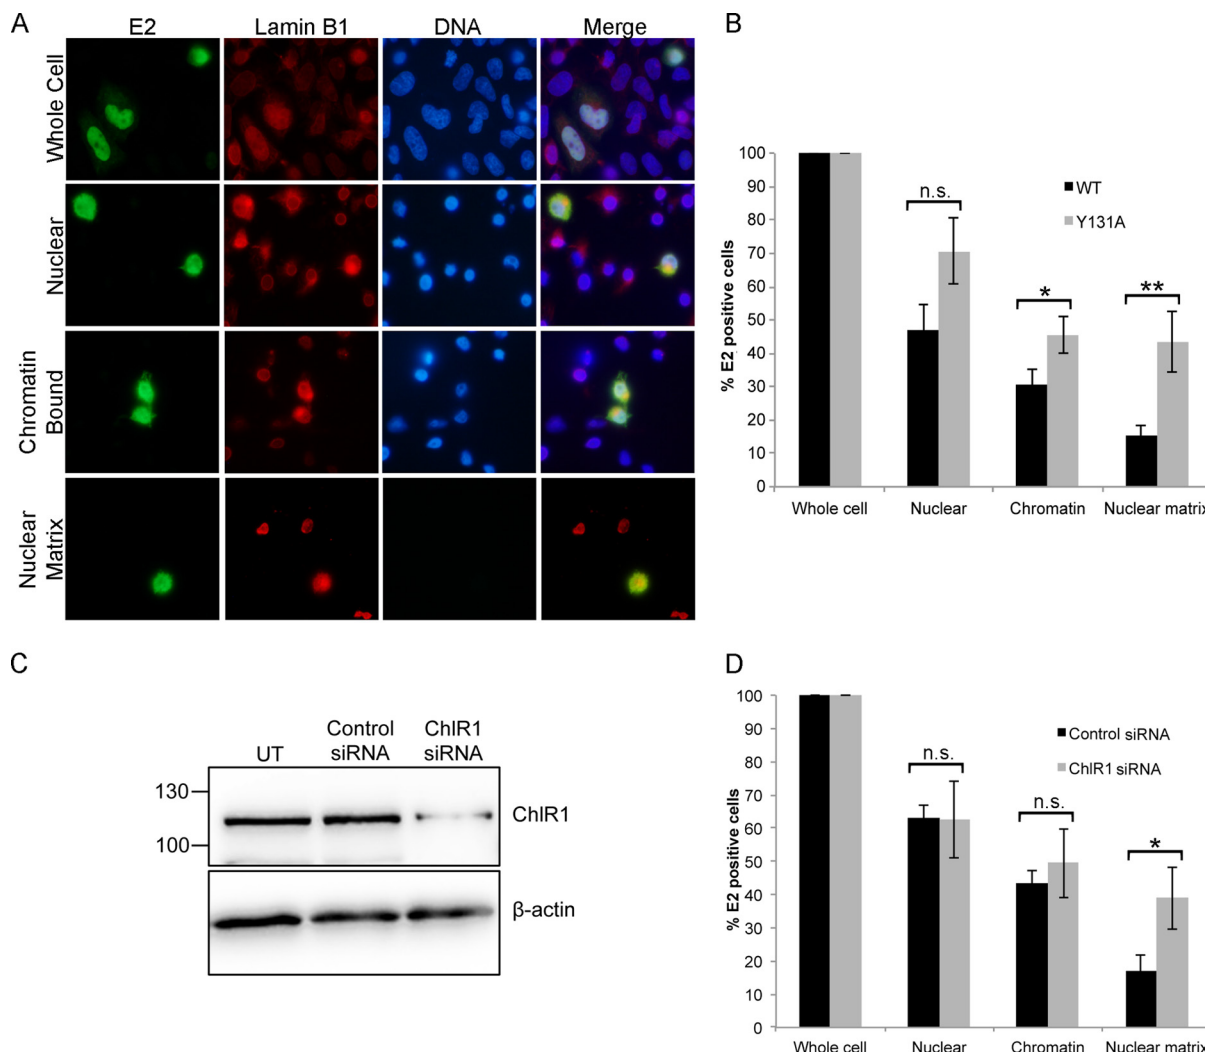 A
E2
Lamin B1
DNA
Merge
Whole Cell
Nuclear
Chromatin
Bound
Nuclear
Matrix
B
% E2 positive cells
100
90
80
70
60
50
40
30
20
10
0
WT
Y131A
n.s.
*
**
Whole cell
Nuclear
Chromatin
Nuclear matrix
C
UT
Control
siRNA
ChlR1
siRNA
130
100
ChlR1
β-actin
D
% E2 positive cells
100
90
80
70
60
50
40
30
20
10
0
Control siRNA
ChlR1 siRNA
n.s.
n.s.
*
Whole cell
Nuclear
Chromatin
Nuclear matrix